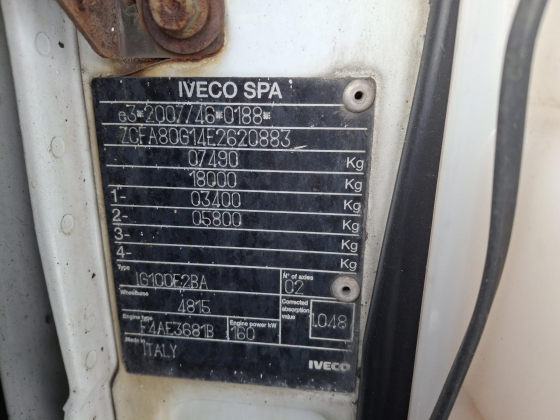 IVECO SPA
e3*2007/46*0188*
ZCFA80G14E2620883
07490 Kg
18000 Kg
1- 03400 Kg
2- 05800 Kg
3- Kg
4- Kg
Type IG100E2BA N° of axles 02
Wheelbase 4815 Corrected absorption value 1.048
Engine type F4AE3681B Engine power kW 160
Made in ITALY IVECO